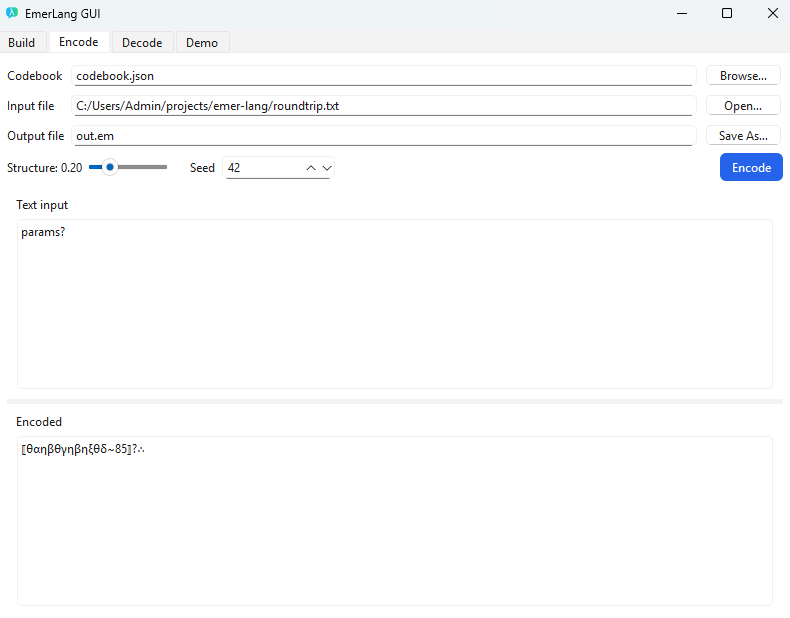 EmerLang GUI
Build Encode Decode Demo
Codebook codebook.json Browse...
Input file C:/Users/Admin/projects/emer-lang/roundtrip.txt Open...
Output file out.em Save As...
Structure: 0.20 Seed 42 Encode
Text input
params?
Encoded
⟦θαηβθγηβηξθδ~85⟧?∴